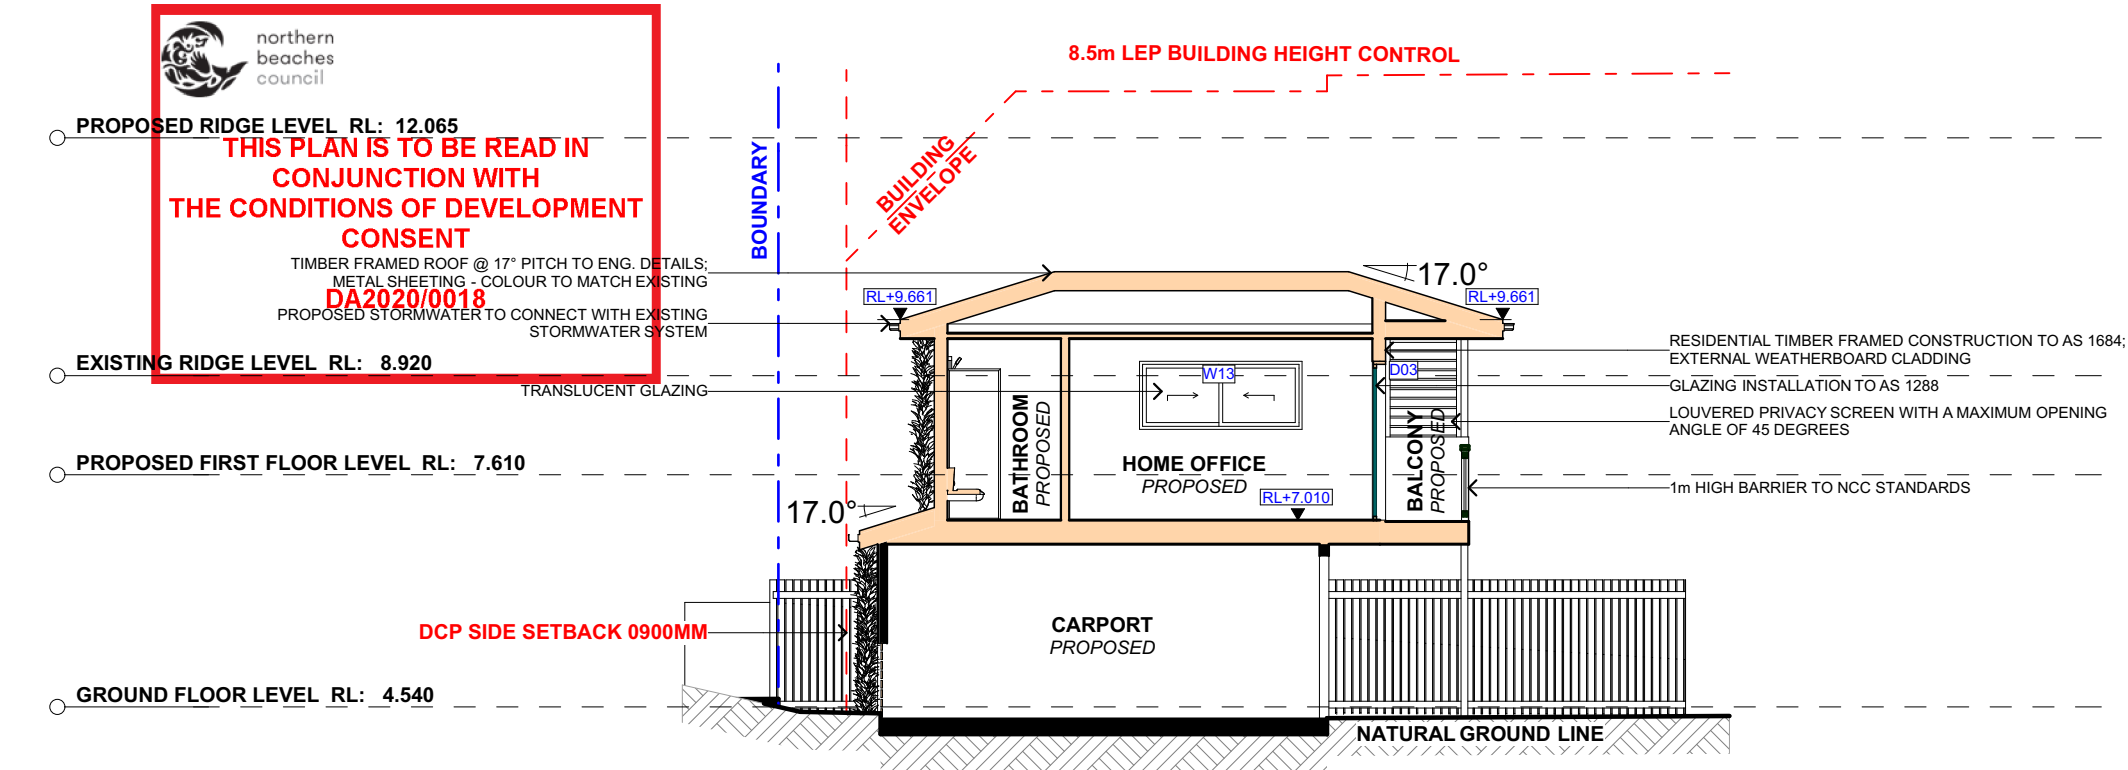 northern
beaches
council
8.5m LEP BUILDING HEIGHT CONTROL
PROPOSED RIDGE LEVEL RL: 12.065
THIS PLAN IS TO BE READ IN
CONJUNCTION WITH
THE CONDITIONS OF DEVELOPMENT
CONSENT
DA2020/0018
BOUNDARY
BUILDING
ENVELOPE
TIMBER FRAMED ROOF @ 17° PITCH TO ENG. DETAILS;
METAL SHEETING - COLOUR TO MATCH EXISTING
17.0°
RL+9.661
RL+9.661
PROPOSED STORMWATER TO CONNECT WITH EXISTING
STORMWATER SYSTEM
RESIDENTIAL TIMBER FRAMED CONSTRUCTION TO AS 1684;
EXTERNAL WEATHERBOARD CLADDING
EXISTING RIDGE LEVEL RL: 8.920
W13
D03
GLAZING INSTALLATION TO AS 1288
TRANSLUCENT GLAZING
LOUVERED PRIVACY SCREEN WITH A MAXIMUM OPENING
ANGLE OF 45 DEGREES
BATHROOM
PROPOSED
HOME OFFICE
PROPOSED
BALCONY
PROPOSED
PROPOSED FIRST FLOOR LEVEL RL: 7.610
RL+7.010
1m HIGH BARRIER TO NCC STANDARDS
17.0°
CARPORT
PROPOSED
DCP SIDE SETBACK 0900MM
GROUND FLOOR LEVEL RL: 4.540
NATURAL GROUND LINE